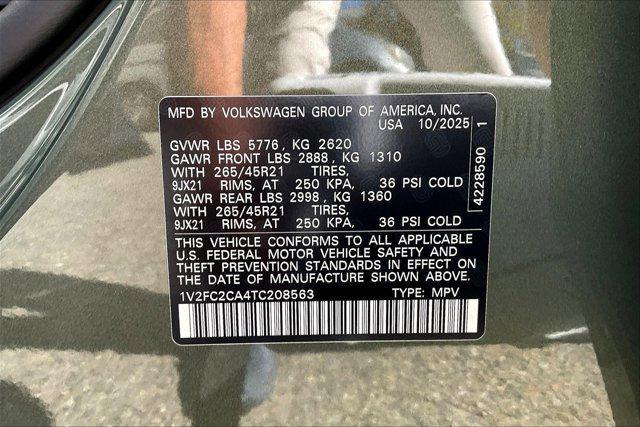 MFD BY VOLKSWAGEN GROUP OF AMERICA, INC.
USA 10/2025
GVWR LBS 5776, KG 2620
GAWR FRONT LBS 2888, KG 1310
WITH 265/45R21 TIRES,
9JX21 RIMS, AT 250 KPA, 36 PSI COLD
GAWR REAR LBS 2998, KG 1360
WITH 265/45R21 TIRES,
9JX21 RIMS, AT 250 KPA, 36 PSI COLD
THIS VEHICLE CONFORMS TO ALL APPLICABLE
U.S. FEDERAL MOTOR VEHICLE SAFETY AND
THEFT PREVENTION STANDARDS IN EFFECT ON
THE DATE OF MANUFACTURE SHOWN ABOVE.
1V2FC2CA4TC208563 TYPE: MPV
4228590 1